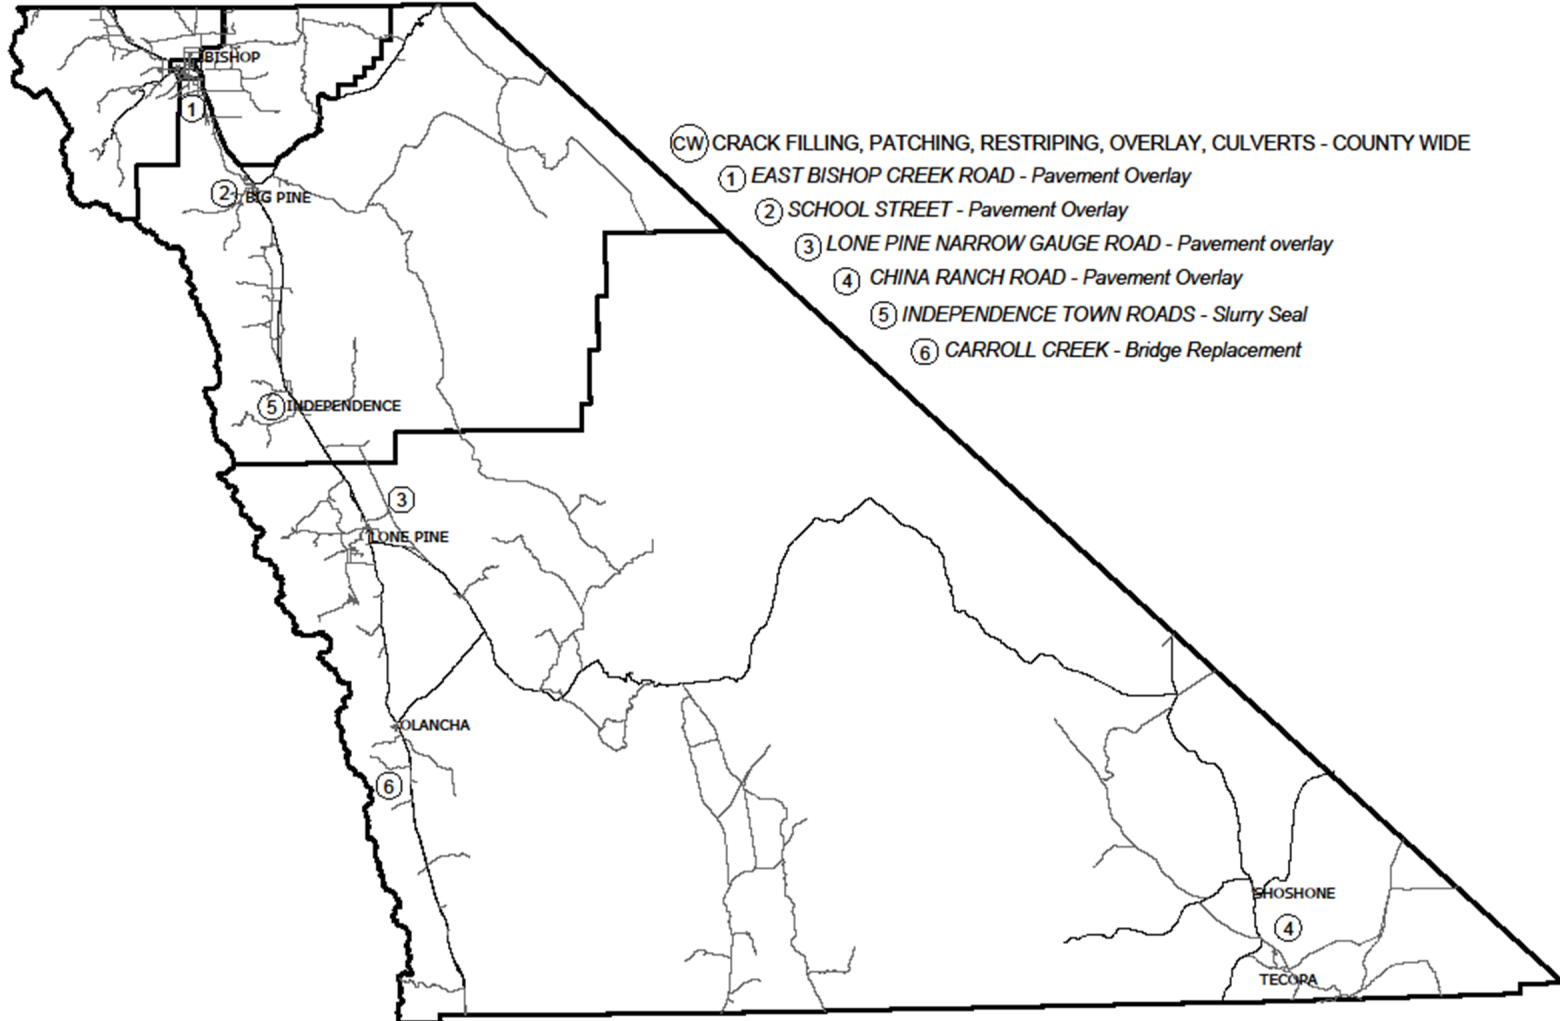 BISHOP
1
CW CRACK FILLING, PATCHING, RESTRIPING, OVERLAY, CULVERTS - COUNTY WIDE
1 EAST BISHOP CREEK ROAD - Pavement Overlay
2 SCHOOL STREET - Pavement Overlay
3 LONE PINE NARROW GAUGE ROAD - Pavement overlay
4 CHINA RANCH ROAD - Pavement Overlay
5 INDEPENDENCE TOWN ROADS - Slurry Seal
6 CARROLL CREEK - Bridge Replacement
2 BIG PINE
5 INDEPENDENCE
3
LONE PINE
OLANCHA
6
SHOSHONE
4
TECOPA